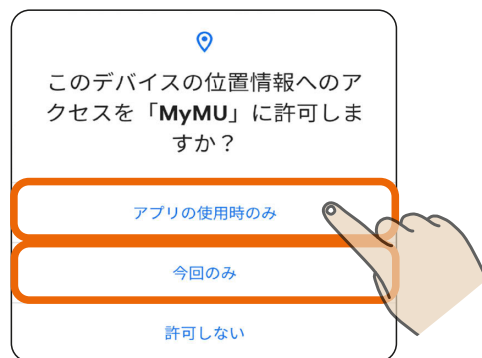 このデバイスの位置情報へのア
クセスを「MyMU」に許可しま
すか？
アプリの使用時のみ
今回のみ
許可しない